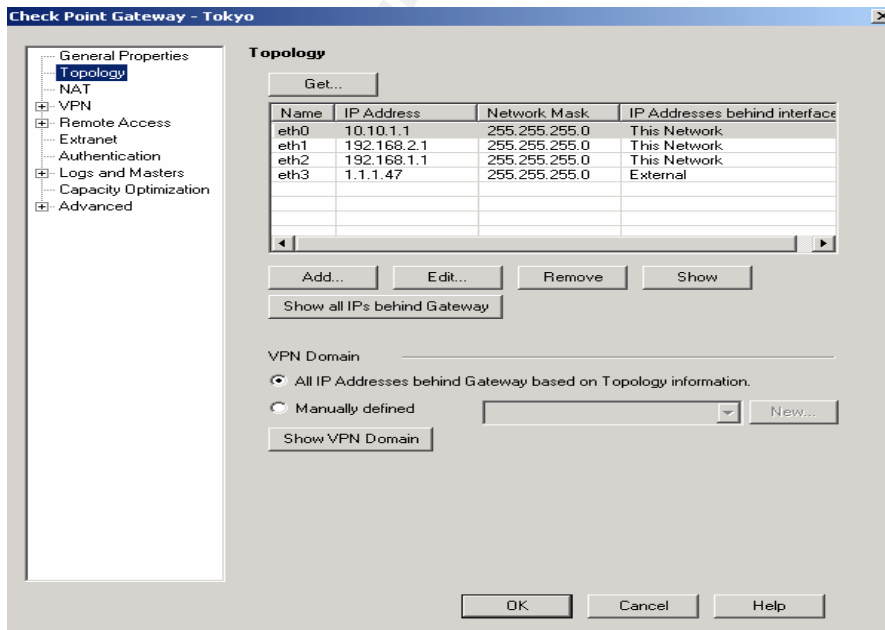 Check Point Gateway - Tokyo
General Properties
Topology
NAT
VPN
Remote Access
Extranet
Authentication
Logs and Masters
Capacity Optimization
Advanced
Topology
Get...
Name IP Address Network Mask IP Addresses behind interface
eth0 10.10.1.1 255.255.255.0 This Network
eth1 192.168.2.1 255.255.255.0 This Network
eth2 192.168.1.1 255.255.255.0 This Network
eth3 1.1.1.47 255.255.255.0 External
Add... Edit... Remove Show
Show all IPs behind Gateway
VPN Domain
All IP Addresses behind Gateway based on Topology information.
Manually defined New...
Show VPN Domain
OK Cancel Help